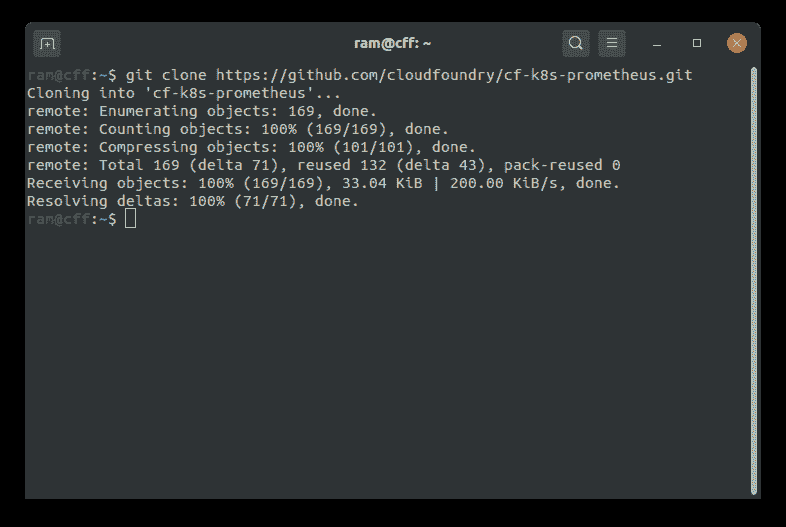 ram@cff: ~
ram@cff:~$ git clone https://github.com/cloudfoundry/cf-k8s-prometheus.git
Cloning into 'cf-k8s-prometheus'...
remote: Enumerating objects: 169, done.
remote: Counting objects: 100% (169/169), done.
remote: Compressing objects: 100% (101/101), done.
remote: Total 169 (delta 71), reused 132 (delta 43), pack-reused 0
Receiving objects: 100% (169/169), 33.04 KiB | 200.00 KiB/s, done.
Resolving deltas: 100% (71/71), done.
ram@cff:~$